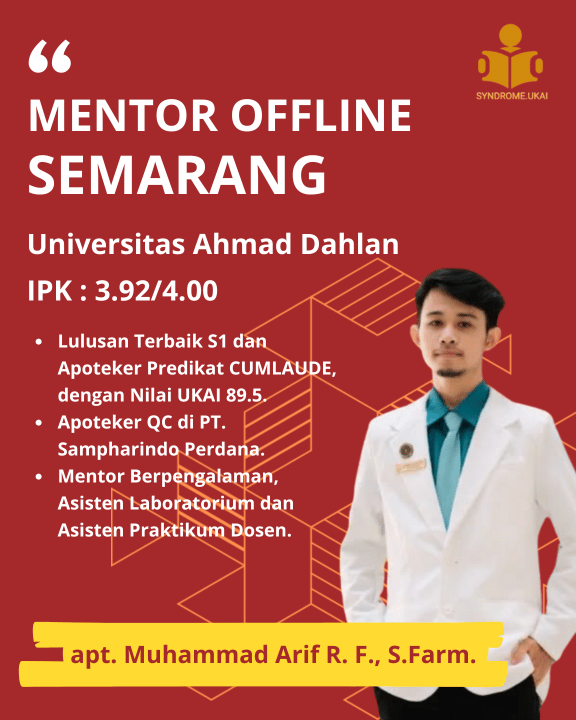 SYNDROME.UKAI
MENTOR OFFLINE
SEMARANG
Universitas Ahmad Dahlan
IPK : 3.92/4.00
• Lulusan Terbaik S1 dan
Apoteker Predikat CUMLAUDE,
dengan Nilai UKAI 89.5.
• Apoteker QC di PT.
Sampharindo Perdana.
• Mentor Berpengalaman,
Asisten Laboratorium dan
Asisten Praktikum Dosen.
apt. Muhammad Arif R. F., S.Farm.